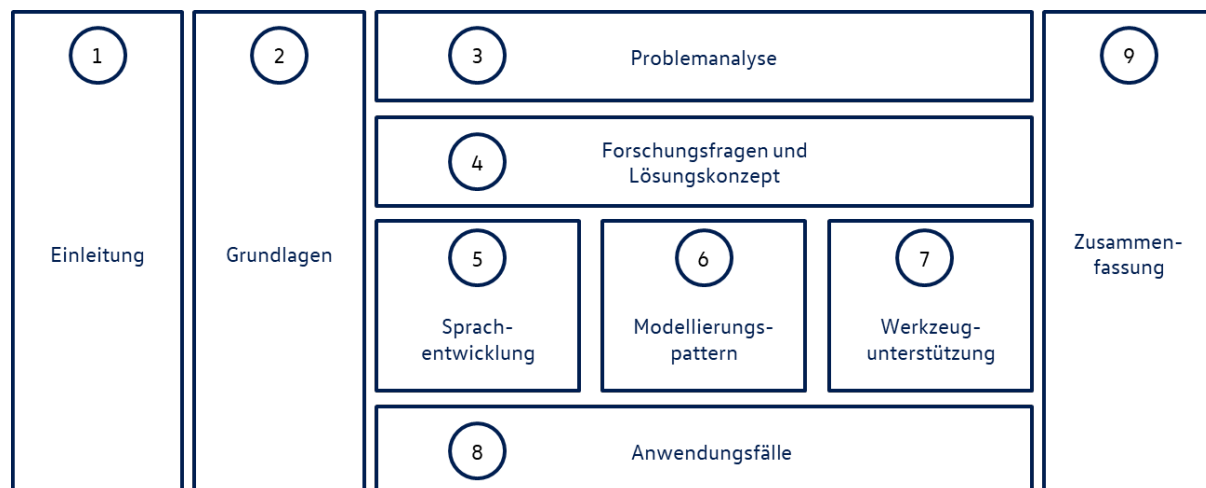 1
Einleitung
2
Grundlagen
3
Problemanalyse
4
Forschungsfragen und
Lösungskonzept
5
Sprach-
entwicklung
6
Modellierungs-
pattern
7
Werkzeug-
unterstützung
8
Anwendungsfälle
9
Zusammen-
fassung